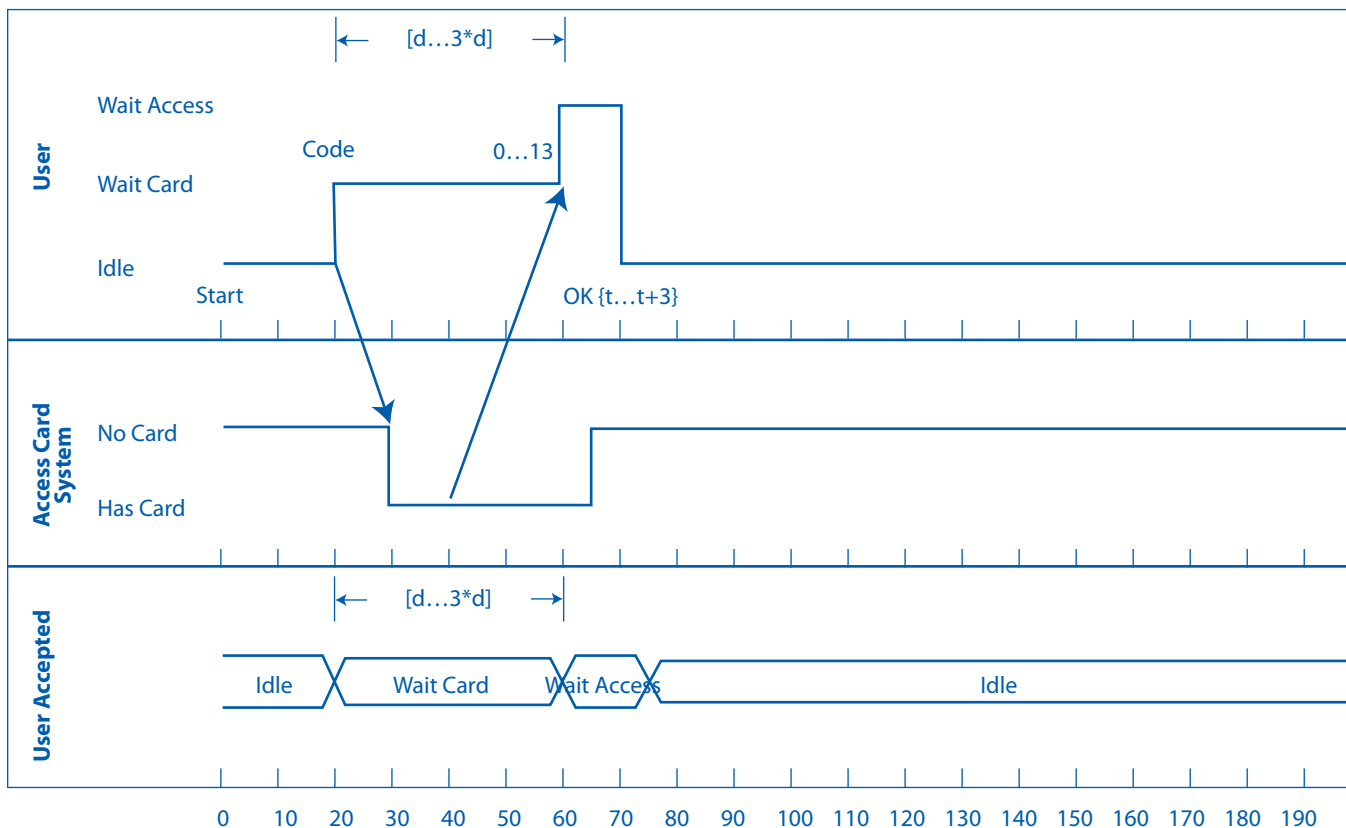 [d…3*d]
Wait Access
Code
0…13
User
Wait Card
Idle
Start
OK {t…t+3}
Access Card
System
No Card
Has Card
[d…3*d]
User Accepted
Idle
Wait Card
Wait Access
Idle
0 10 20 30 40 50 60 70 80 90 100 110 120 130 140 150 160 170 180 190